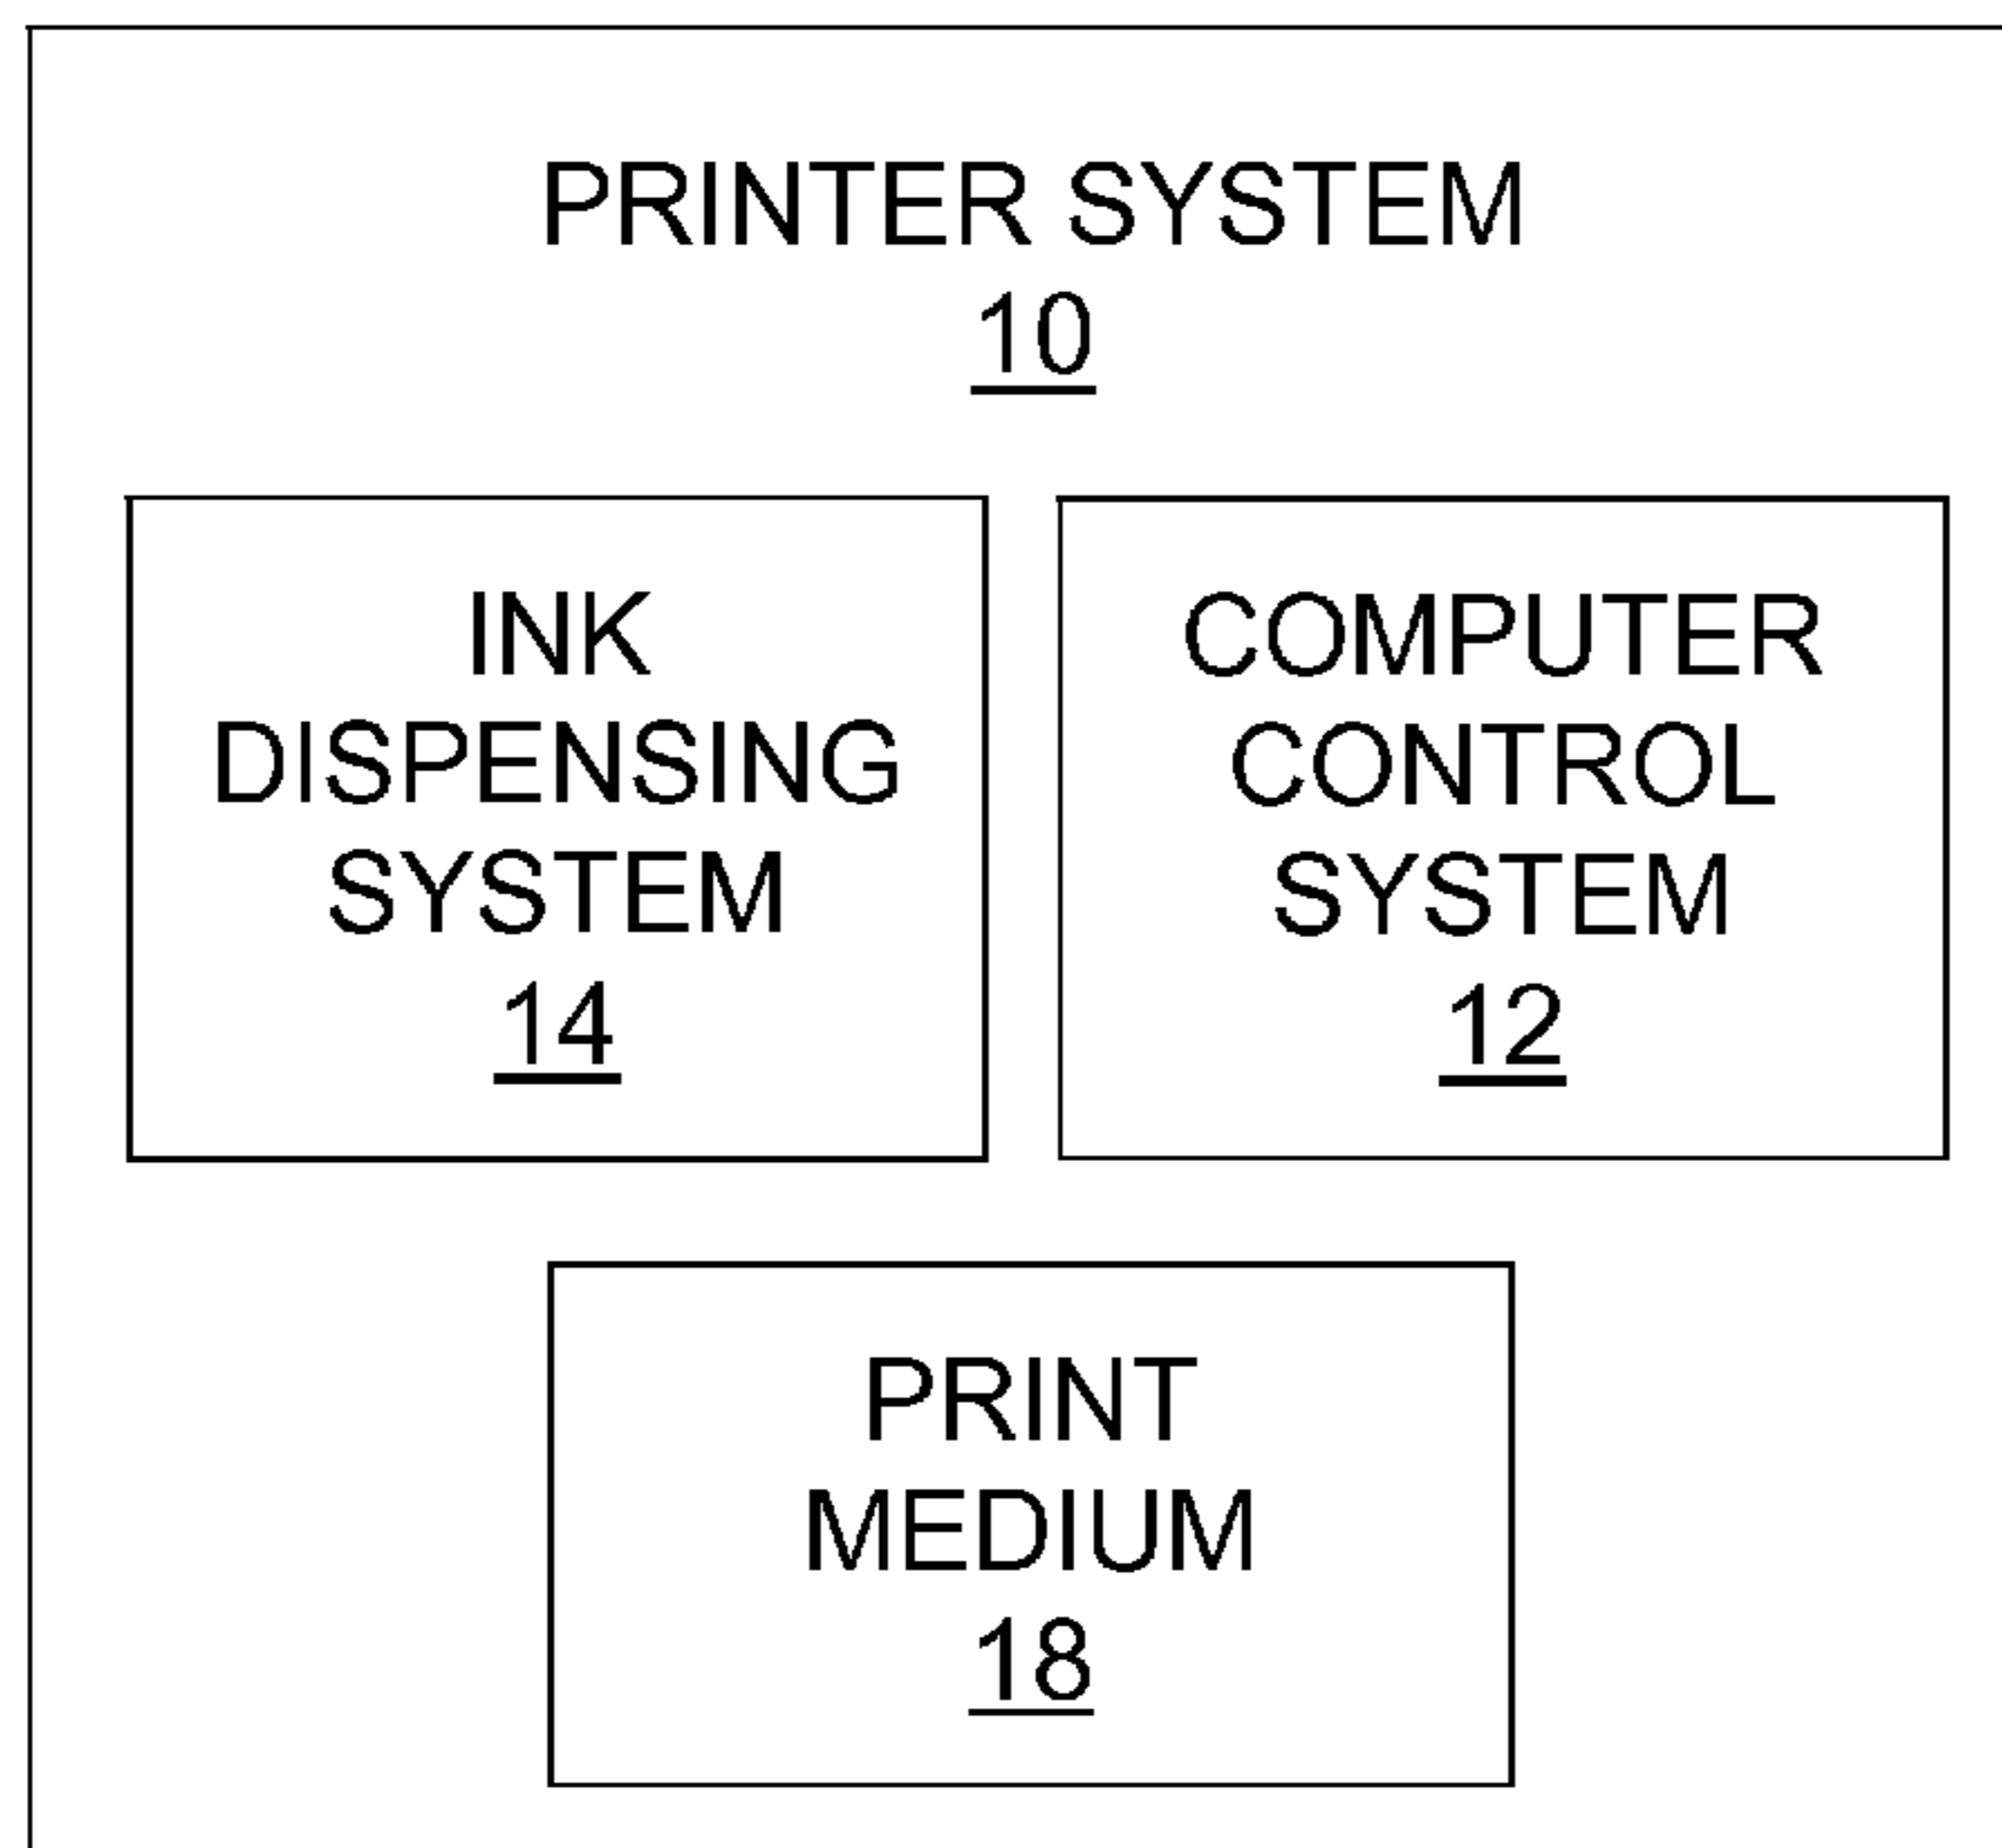 PRINTER SYSTEM
10
INK
DISPENSING
SYSTEM
14
COMPUTER
CONTROL
SYSTEM
12
PRINT
MEDIUM
18